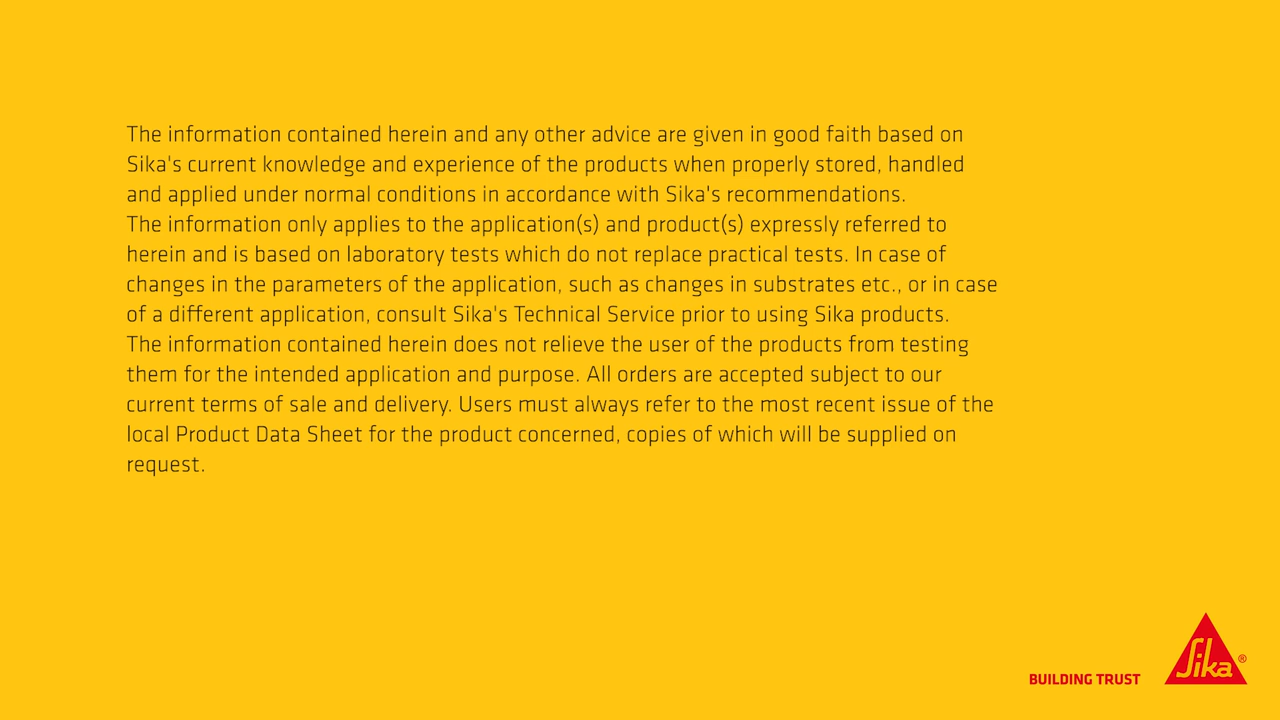 The information contained herein and any other advice are given in good faith based on
Sika's current knowledge and experience of the products when properly stored, handled
and applied under normal conditions in accordance with Sika's recommendations.
The information only applies to the application(s) and product(s) expressly referred to
herein and is based on laboratory tests which do not replace practical tests. In case of
changes in the parameters of the application, such as changes in substrates etc., or in case
of a different application, consult Sika's Technical Service prior to using Sika products.
The information contained herein does not relieve the user of the products from testing
them for the intended application and purpose. All orders are accepted subject to our
current terms of sale and delivery. Users must always refer to the most recent issue of the
local Product Data Sheet for the product concerned, copies of which will be supplied on
request.
BUILDING TRUST
Sika®